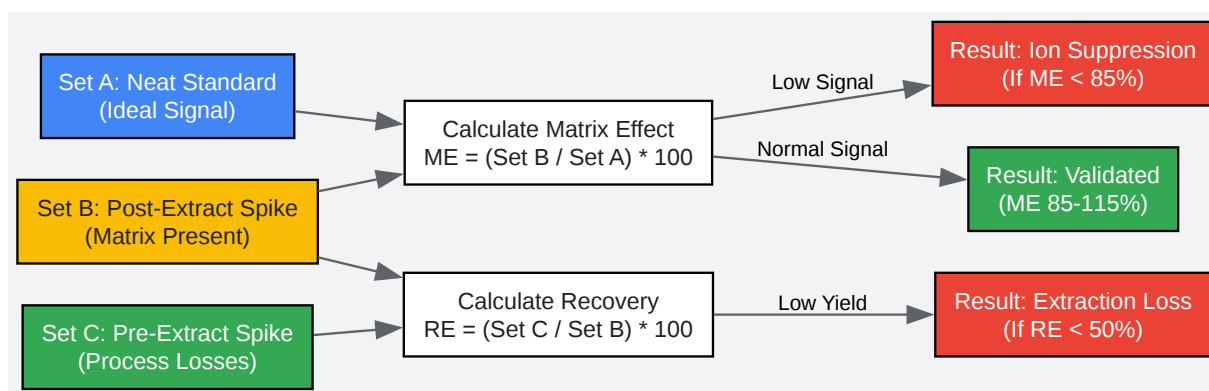 Set A: Neat Standard
(Ideal Signal)
Set B: Post-Extract Spike
(Matrix Present)
Set C: Pre-Extract Spike
(Process Losses)
Calculate Matrix Effect
ME = (Set B / Set A) * 100
Calculate Recovery
RE = (Set C / Set B) * 100
Low Signal
Normal Signal
Low Yield
Result: Ion Suppression
(If ME < 85%)
Result: Validated
(ME 85-115%)
Result: Extraction Loss
(If RE < 50%)